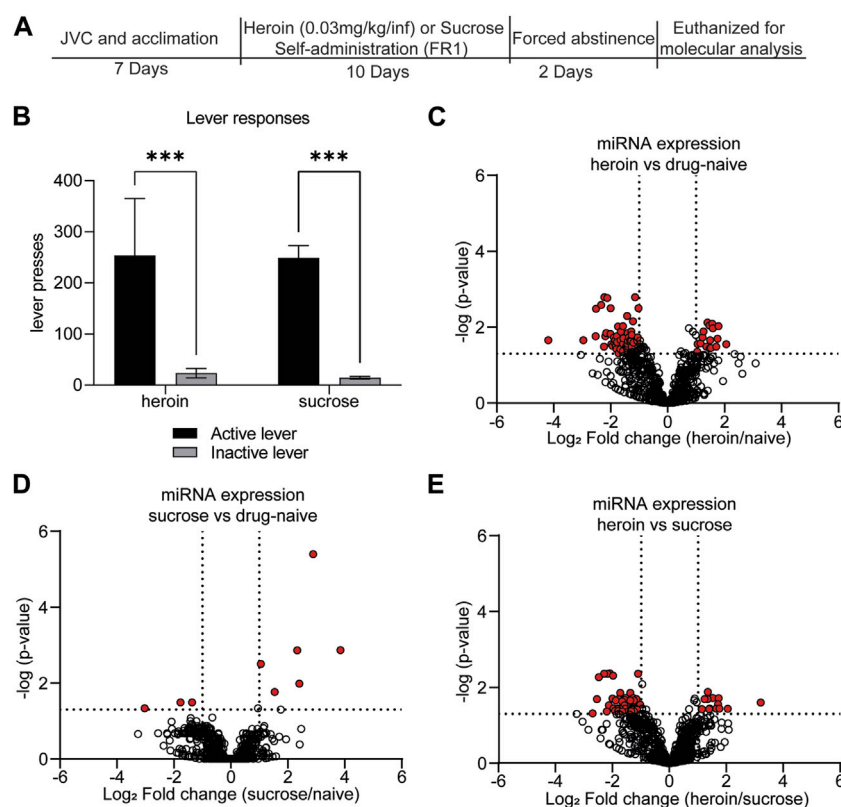 A
JVC and acclimation
Heroin (0.03mg/kg/inf) or Sucrose
Self-administration (FR1)
Forced abstinence
Euthanized for
molecular analysis
7 Days
10 Days
2 Days
B
Lever responses
***
***
lever presses
400
300
200
100
0
heroin
sucrose
Active lever
Inactive lever
C
miRNA expression
heroin vs drug-naive
-log (p-value)
6
4
2
0
-6
-4
-2
0
2
4
6
Log₂ Fold change (heroin/naive)
D
miRNA expression
sucrose vs drug-naive
-log (p-value)
6
4
2
0
-6
-4
-2
0
2
4
6
Log₂ Fold change (sucrose/naive)
E
miRNA expression
heroin vs sucrose
-log (p-value)
6
4
2
0
-6
-4
-2
0
2
4
6
Log₂ Fold change (heroin/sucrose)